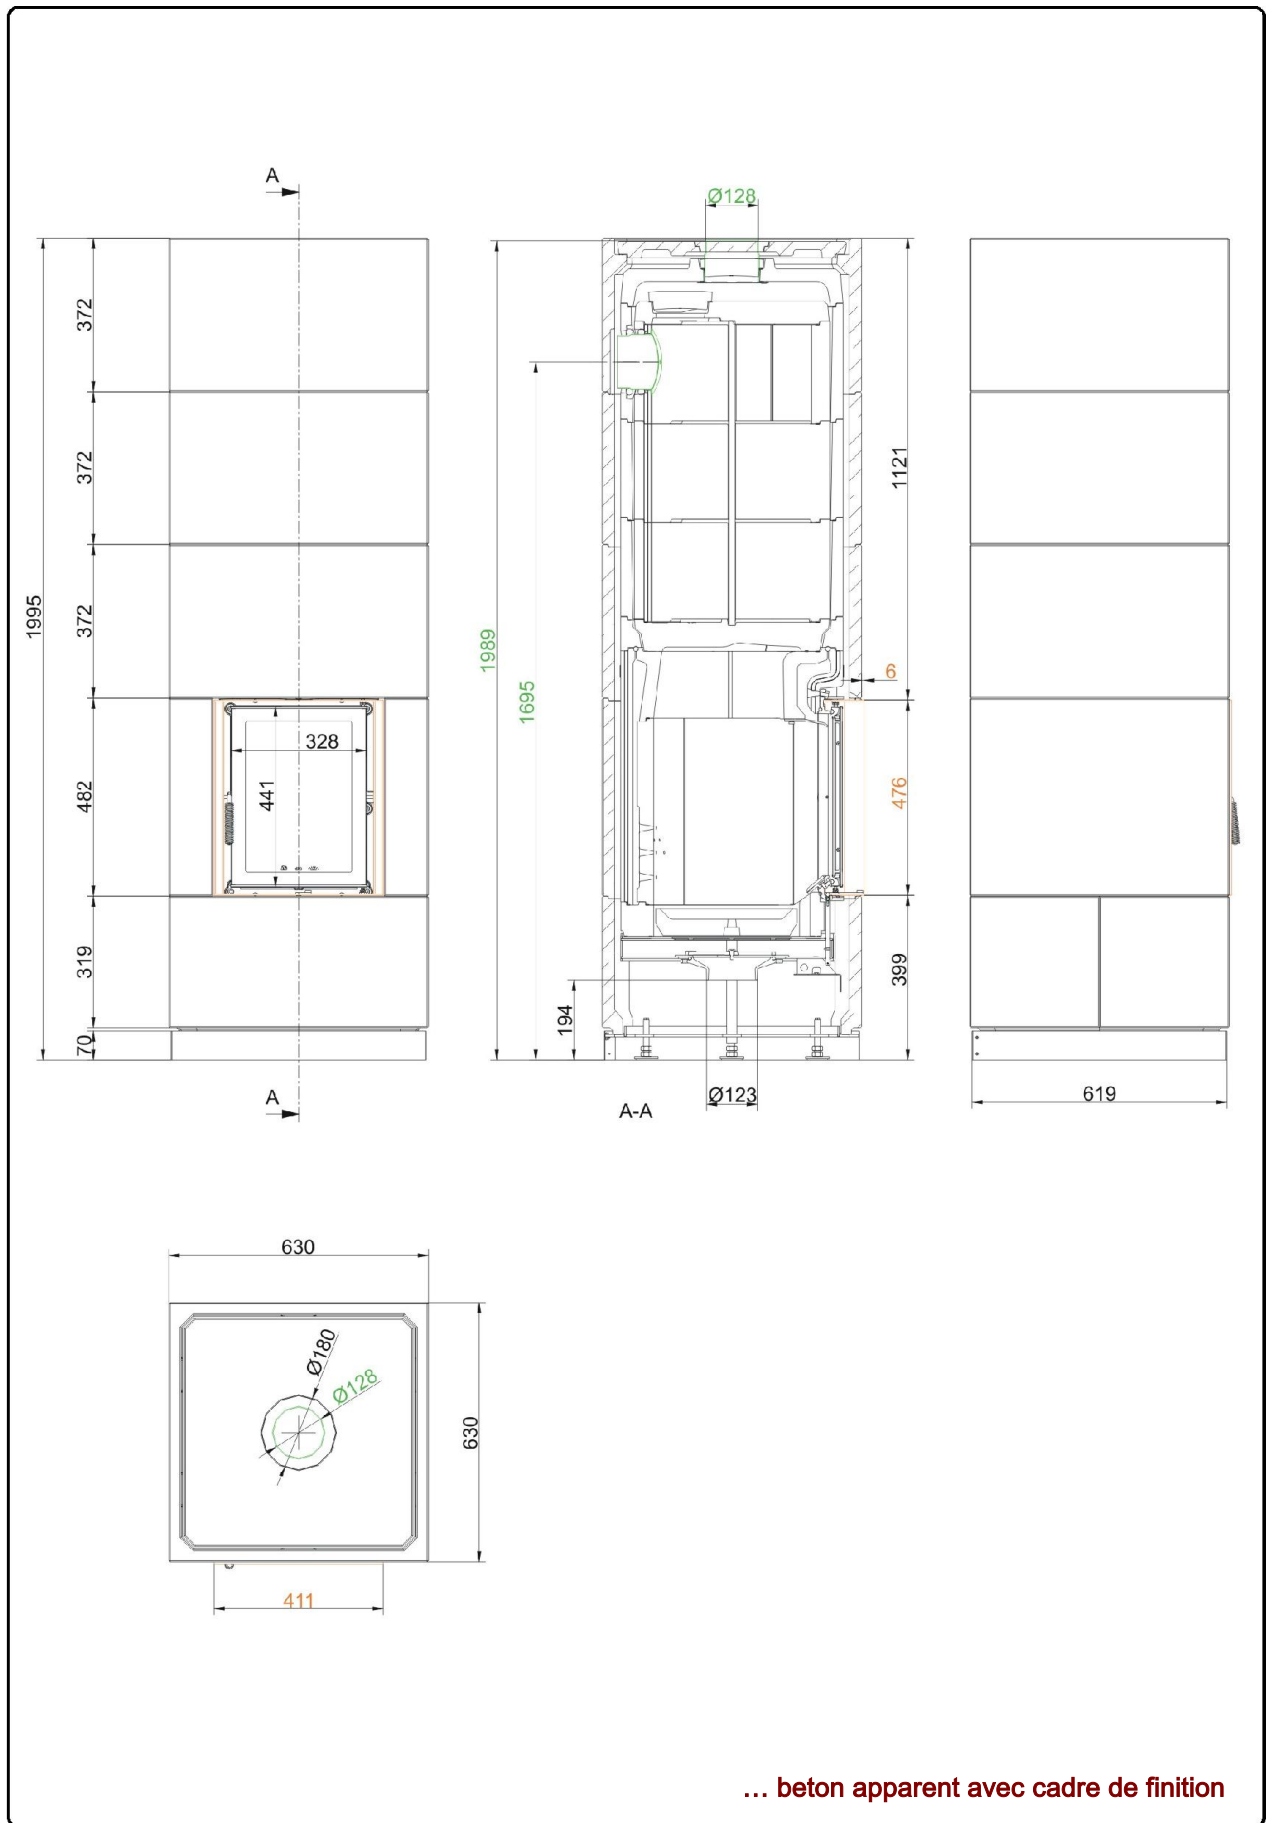 A
Ø128
372
372
372
1995
482
319
70
328
441
A
1989
1695
1121
6
476
399
194
Ø123
A-A
619
630
Ø180
Ø128
630
411
... beton apparent avec cadre de finition